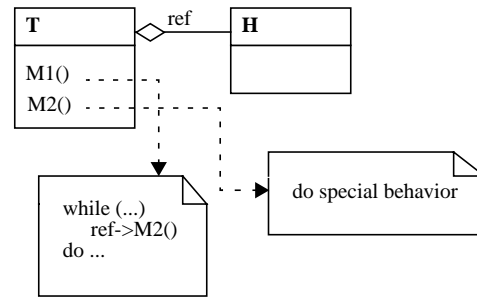 T
ref
H
M1()
M2()
while (...)
ref->M2()
do ...
do special behavior